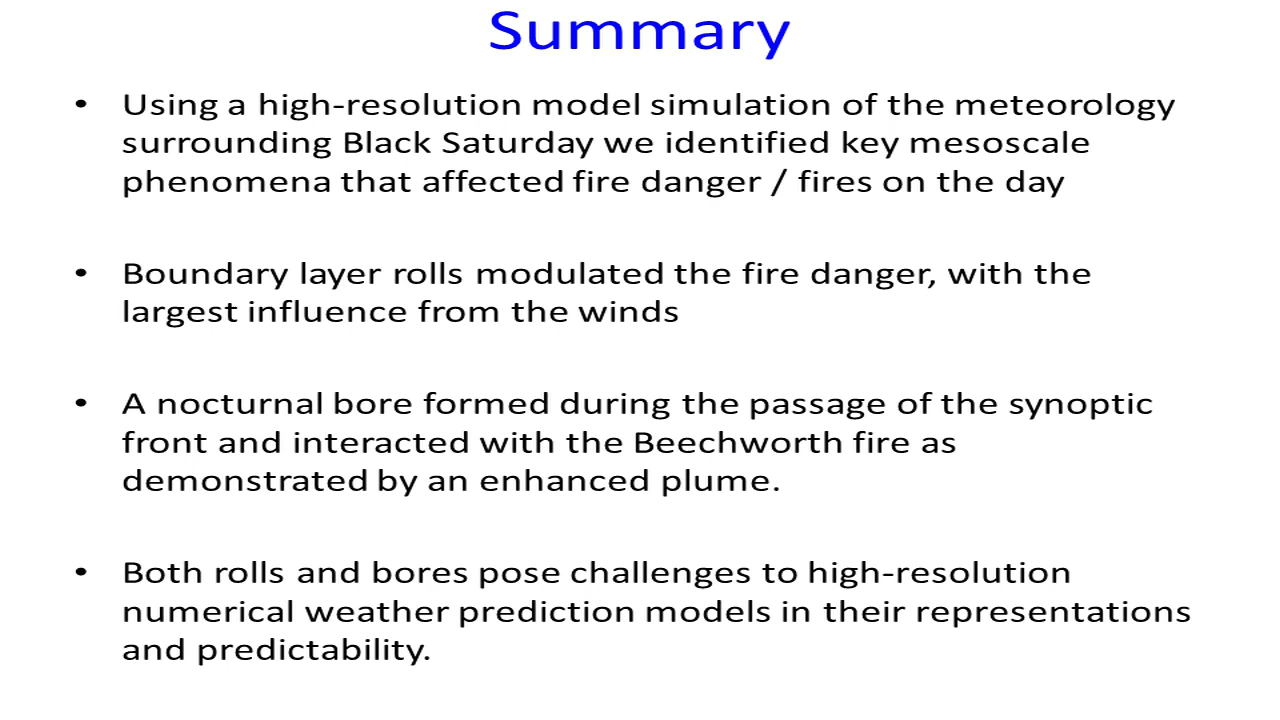 Summary
• Using a high-resolution model simulation of the meteorology
surrounding Black Saturday we identified key mesoscale
phenomena that affected fire danger / fires on the day
• Boundary layer rolls modulated the fire danger, with the
largest influence from the winds
• A nocturnal bore formed during the passage of the synoptic
front and interacted with the Beechworth fire as
demonstrated by an enhanced plume.
• Both rolls and bores pose challenges to high-resolution
numerical weather prediction models in their representations
and predictability.